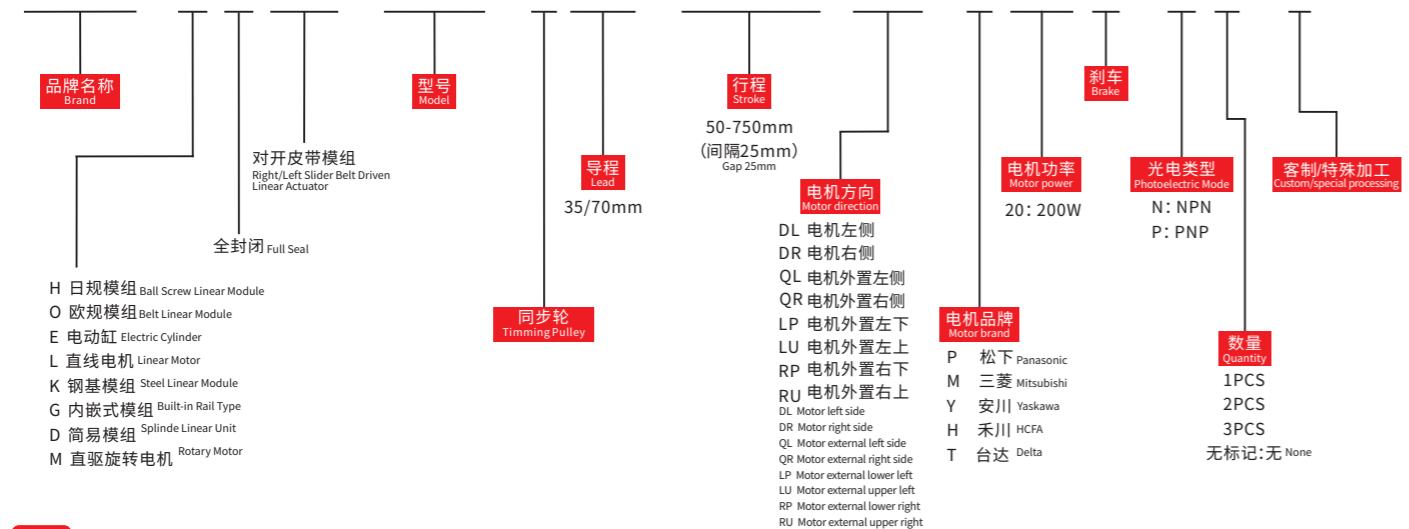 品牌名称
Brand
H 日规模组 Ball Screw Linear Module
O 欧规模组 Belt Linear Module
E 电动缸 Electric Cylinder
L 直线电机 Linear Motor
K 钢基模组 Steel Linear Module
G 内嵌式模组 Built-in Rail Type
D 简易模组 Splinde Linear Unit
M 直驱旋转电机 Rotary Motor
全封闭 Full Seal
对开皮带模组
Right/Left Slider Belt Driven
Linear Actuator
型号
Model
同步轮
Timming Pulley
导程
Lead
35/70mm
行程
Stroke
50-750mm
（间隔25mm）
Gap 25mm
电机方向
Motor direction
DL 电机左侧
DR 电机右侧
QL 电机外置左侧
QR 电机外置右侧
LP 电机外置左下
LU 电机外置左上
RP 电机外置右下
RU 电机外置右上
DL Motor left side
DR Motor right side
QL Motor external left side
QR Motor external right side
LP Motor external lower left
LU Motor external upper left
RP Motor external lower right
RU Motor external upper right
电机品牌
Motor brand
P 松下 Panasonic
M 三菱 Mitsubishi
Y 安川 Yaskawa
H 禾川 HCFA
T 台达 Delta
电机功率
Motor power
20：200W
刹车
Brake
光电类型
Photoelectric Mode
N：NPN
P：PNP
数量
Quantity
1PCS
2PCS
3PCS
无标记：无 None
客制/特殊加工
Custom/special processing